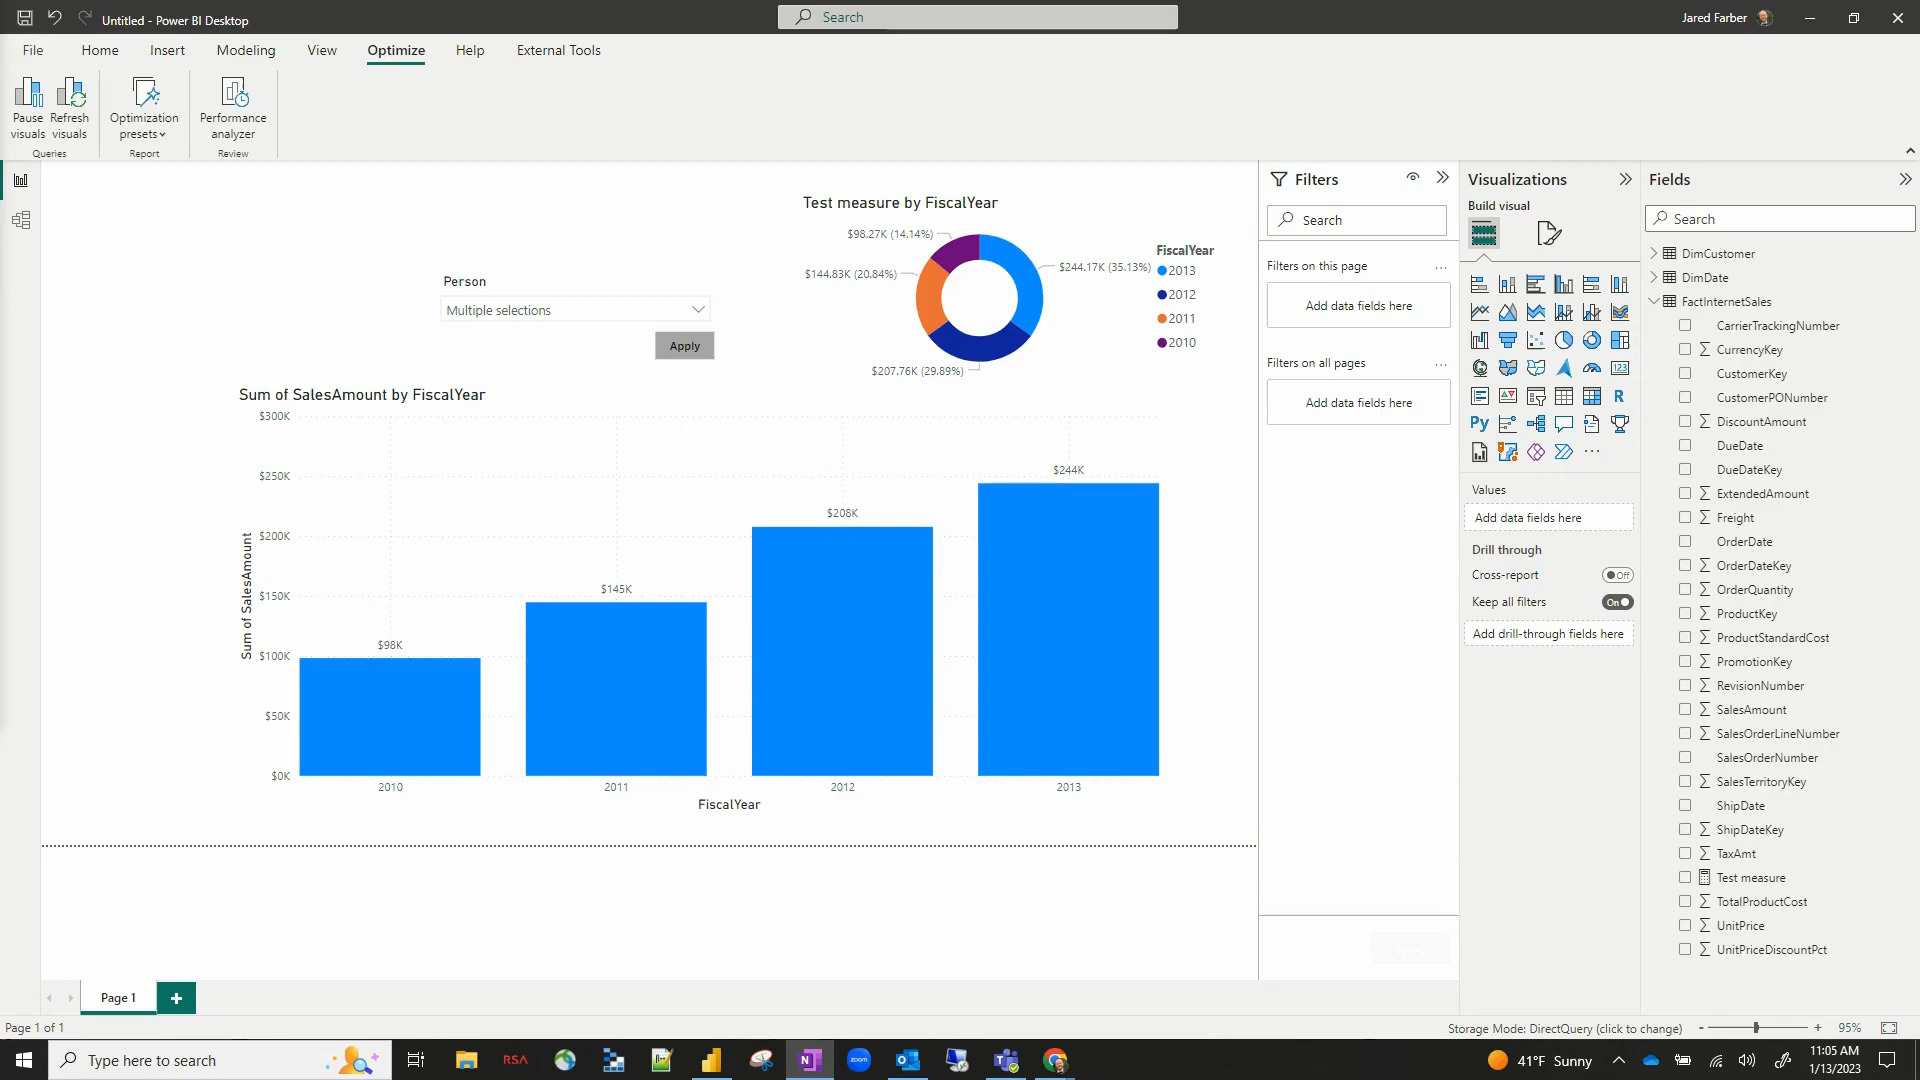 Untitled - Power BI Desktop
Search
Jared Farber
File
Home
Insert
Modeling
View
Optimize
Help
External Tools
Pause visuals
Refresh visuals
Optimization presets
Performance analyzer
Queries
Report
Review
Person
Multiple selections
Apply
Test measure by FiscalYear
$98.27K (14.14%)
$144.83K (20.84%)
$244.17K (35.13%)
$207.76K (29.89%)
FiscalYear
2013
2012
2011
2010
Sum of SalesAmount by FiscalYear
Sum of SalesAmount
$300K
$250K
$200K
$150K
$100K
$50K
$0K
$98K
$145K
$208K
$244K
2010
2011
2012
2013
FiscalYear
Filters
Search
Filters on this page
...
Add data fields here
Filters on all pages
...
Add data fields here
Visualizations
Build visual
123
R
Py
...
Values
Add data fields here
Drill through
Cross-report
Off
Keep all filters
On
Add drill-through fields here
Fields
Search
DimCustomer
DimDate
FactInternetSales
CarrierTrackingNumber
CurrencyKey
CustomerKey
CustomerPONumber
DiscountAmount
DueDate
DueDateKey
ExtendedAmount
Freight
OrderDate
OrderDateKey
OrderQuantity
ProductKey
ProductStandardCost
PromotionKey
RevisionNumber
SalesAmount
SalesOrderLineNumber
SalesOrderNumber
SalesTerritoryKey
ShipDate
ShipDateKey
TaxAmt
Test measure
TotalProductCost
UnitPrice
UnitPriceDiscountPct
Page 1
Page 1 of 1
Storage Mode: DirectQuery (click to change)
- + 95%
Type here to search
RSA
zoom
41°F Sunny
11:05 AM
1/13/2023